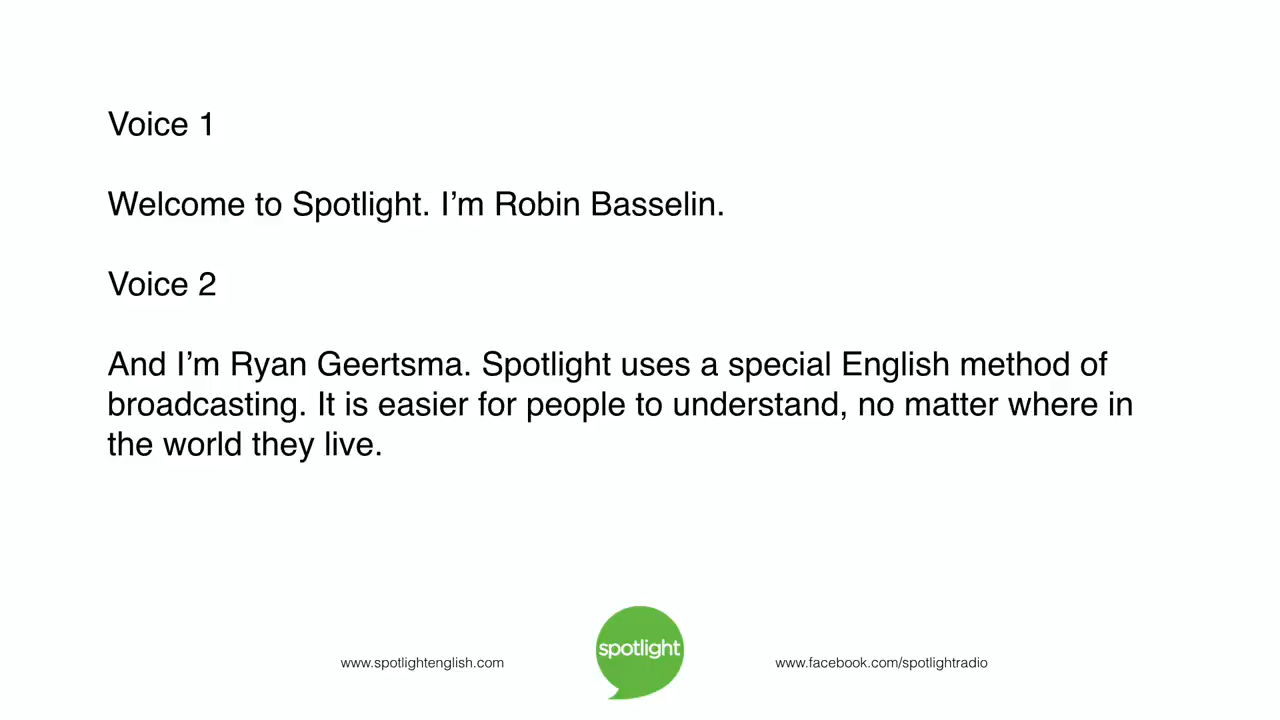 Voice 1
Welcome to Spotlight. I’m Robin Basselin.
Voice 2
And I’m Ryan Geertsma. Spotlight uses a special English method of
broadcasting. It is easier for people to understand, no matter where in
the world they live.
www.spotlightenglish.com
spotlight
www.facebook.com/spotlightradio